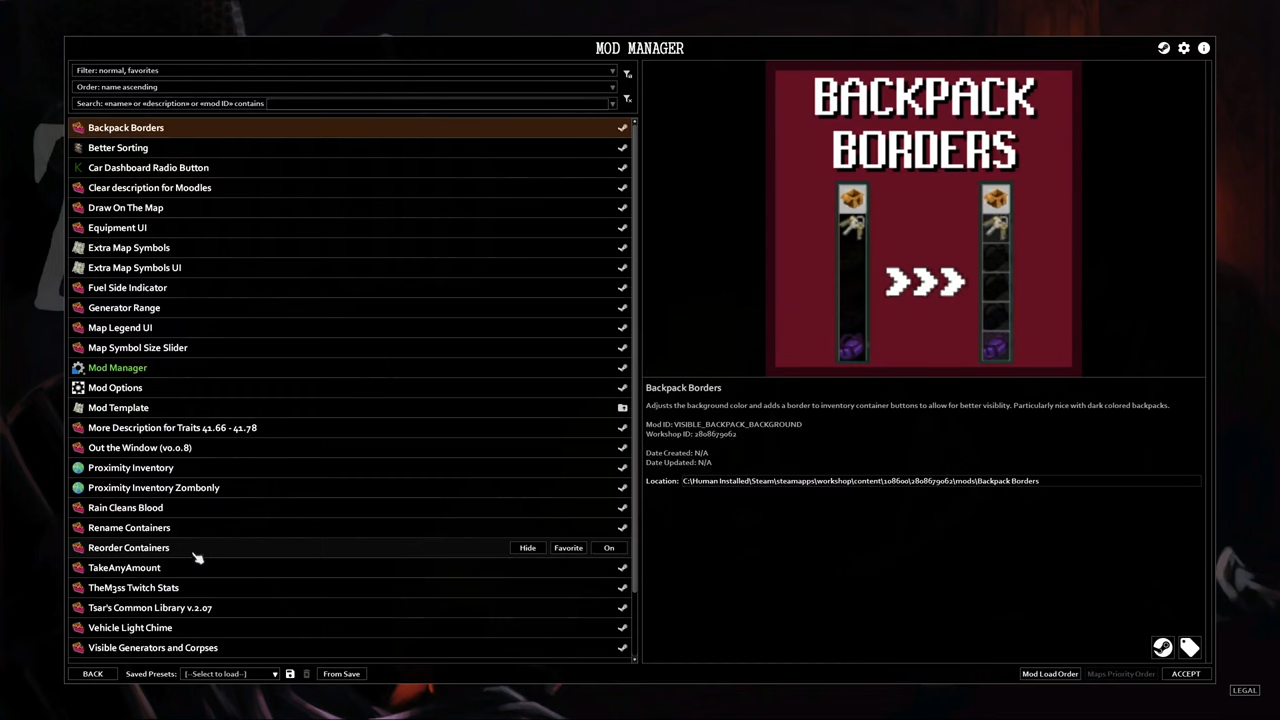 MOD MANAGER
Filter: normal, favorites
Order: name ascending
Search: «name» or «description» or «mod ID» contains
Backpack Borders
Better Sorting
Car Dashboard Radio Button
Clear description for Moodles
Draw On The Map
Equipment UI
Extra Map Symbols
Extra Map Symbols UI
Fuel Side Indicator
Generator Range
Map Legend UI
Map Symbol Size Slider
Mod Manager
Mod Options
Mod Template
More Description for Traits 41.66 - 41.78
Out the Window (v0.0.8)
Proximity Inventory
Proximity Inventory Zombonly
Rain Cleans Blood
Rename Containers
Reorder Containers Hide Favorite On
TakeAnyAmount
TheM3ss Twitch Stats
Tsar's Common Library v.2.07
Vehicle Light Chime
Visible Generators and Corpses
BACKPACK
BORDERS
Backpack Borders
Adjusts the background color and adds a border to inventory container buttons to allow for better visiblity. Particularly nice with dark colored backpacks.
Mod ID: VISIBLE_BACKPACK_BACKGROUND
Workshop ID: 2808679062
Date Created: N/A
Date Updated: N/A
Location: C:\Human Installed\Steam\steamapps\workshop\content\108600\2808679062\mods\Backpack Borders
BACK Saved Presets: [--Select to load--] From Save Mod Load Order Maps Priority Order ACCEPT
LEGAL